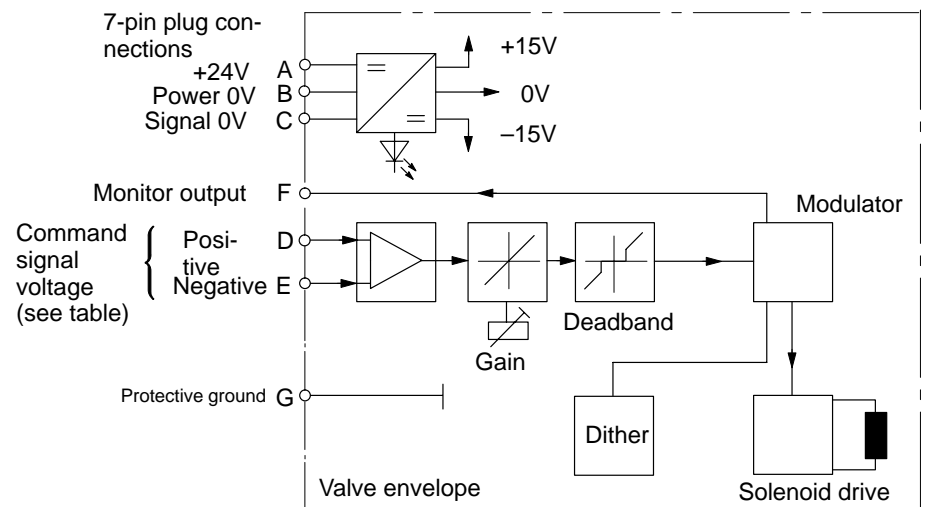 7-pin plug con-
nections
+24V A
Power 0V B
Signal 0V C
+15V
0V
–15V
Monitor output F
Modulator
Command
signal
voltage
(see table)
Posi-
tive
D
Negative E
Deadband
Gain
Protective ground G
Dither
Valve envelope
Solenoid drive